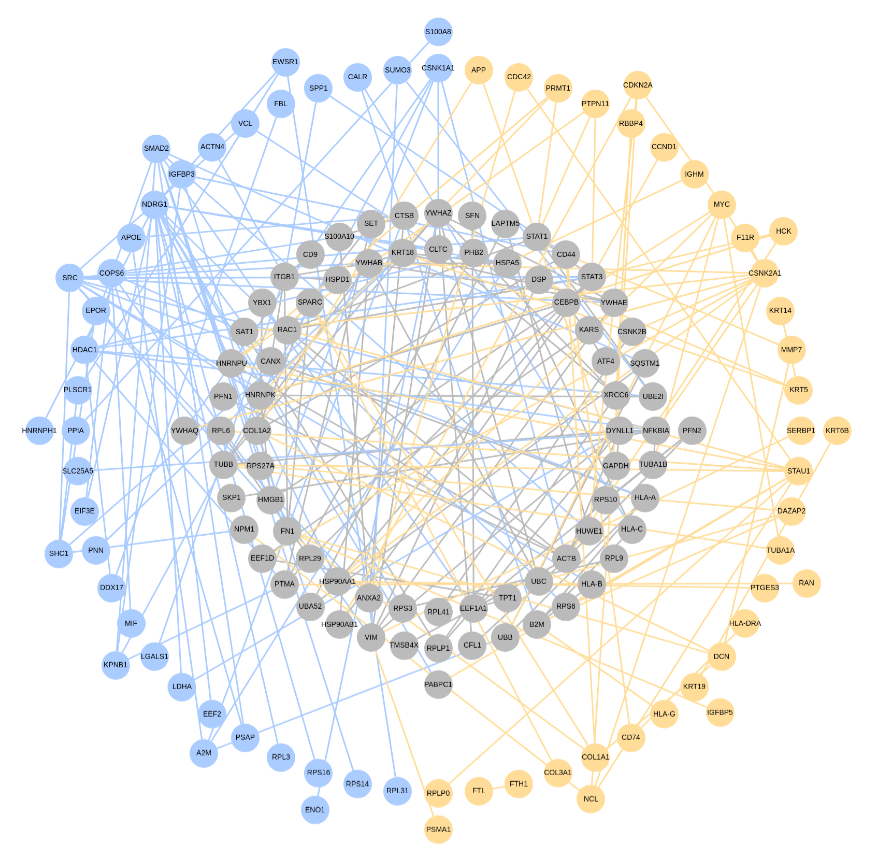 S100A8
EWSR1
SUMO3
CSNK1A1
CALR
SPP1
FBL
VCL
ACTN4
SMAD2
IGFBP3
NDRG1
APOE
COPS6
SRC
EPOR
HDAC1
PLSCR1
HNRNPH1
PPIA
SLC25A5
EIF3E
SHC1
PNN
DDX17
MIF
KPNB1
LGALS1
LDHA
EEF2
PSAP
A2M
RPL3
RPS16
ENO1
RPS14
RPL31
APP
CDC42
PRMT1
PTPN11
CDKN2A
RBBP4
CCND1
IGHM
MYC
F11R
HCK
CSNK2A1
KRT14
MMP7
KRT5
SERBP1
KRT6B
STAU1
DAZAP2
TUBA1A
PTGES3
RAN
HLA-DRA
DCN
KRT19
IGFBP5
HLA-G
CD74
COL1A1
COL3A1
NCL
FTH1
FTL
RPLP0
PSMA1
YWHAZ
SFN
LAPTM5
STAT1
CD44
STAT3
YWHAE
CSNK2B
SQSTM1
UBE2I
NFKBIA
PFN2
TUBA1B
HLA-A
HLA-C
RPL9
HLA-B
RPS6
B2M
UBB
CFL1
RPLP1
PABPC1
TMSB4X
VIM
HSP90AB1
UBA52
PTMA
EEF1D
NPM1
SKP1
TUBB
RPL6
YWHAQ
PFN1
HNRNPU
SAT1
YBX1
ITGB1
CD9
S100A10
SET
CTSB
KRT18
CLTC
PHB2
HSPA5
DSP
CEBPB
KARS
ATF4
XRCC6
DYNLL1
GAPDH
RPS10
HUWE1
ACTB
UBC
TPT1
EEF1A1
RPL41
RPS3
ANXA2
HSP90AA1
RPL29
FN1
HMGB1
RPS27A
COL1A2
HNRNPK
CANX
RAC1
SPARC
HSPD1
YWHAB